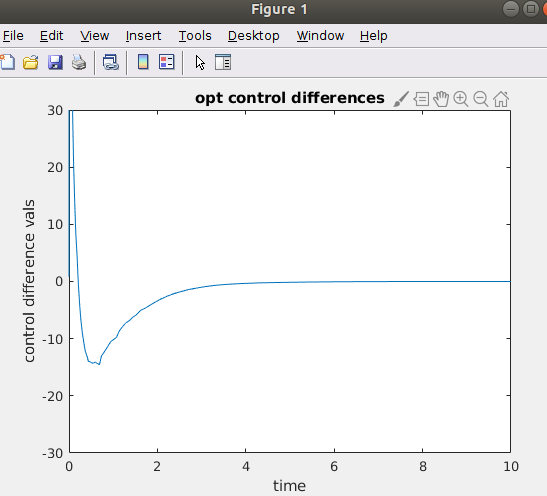 Figure 1
File Edit View Insert Tools Desktop Window Help
opt control differences
30
20
10
0
-10
-20
-30
control difference vals
0 2 4 6 8 10
time